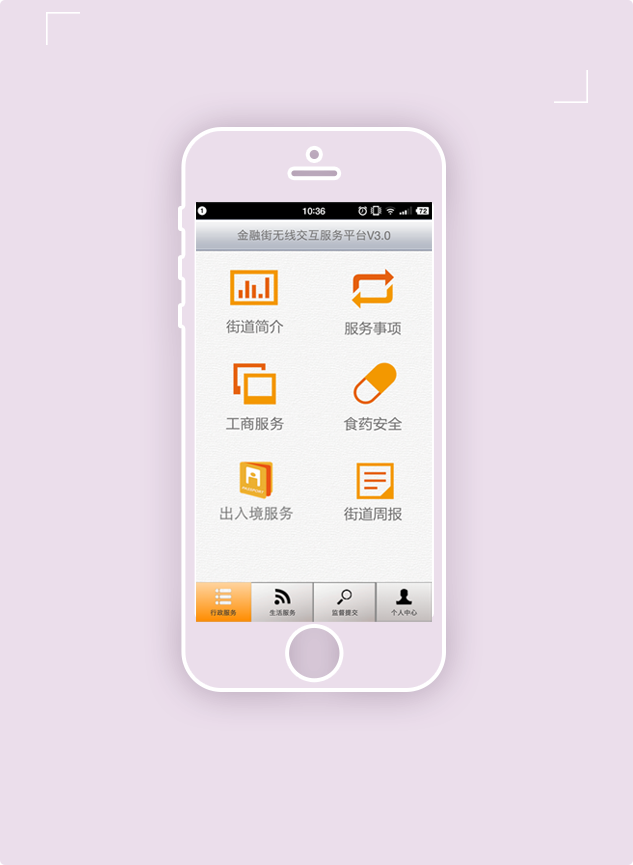 10:36
72
金融街无线交互服务平台V3.0
街道简介
服务事项
工商服务
食药安全
出入境服务
街道周报
行政服务
生活服务
监督提交
个人中心